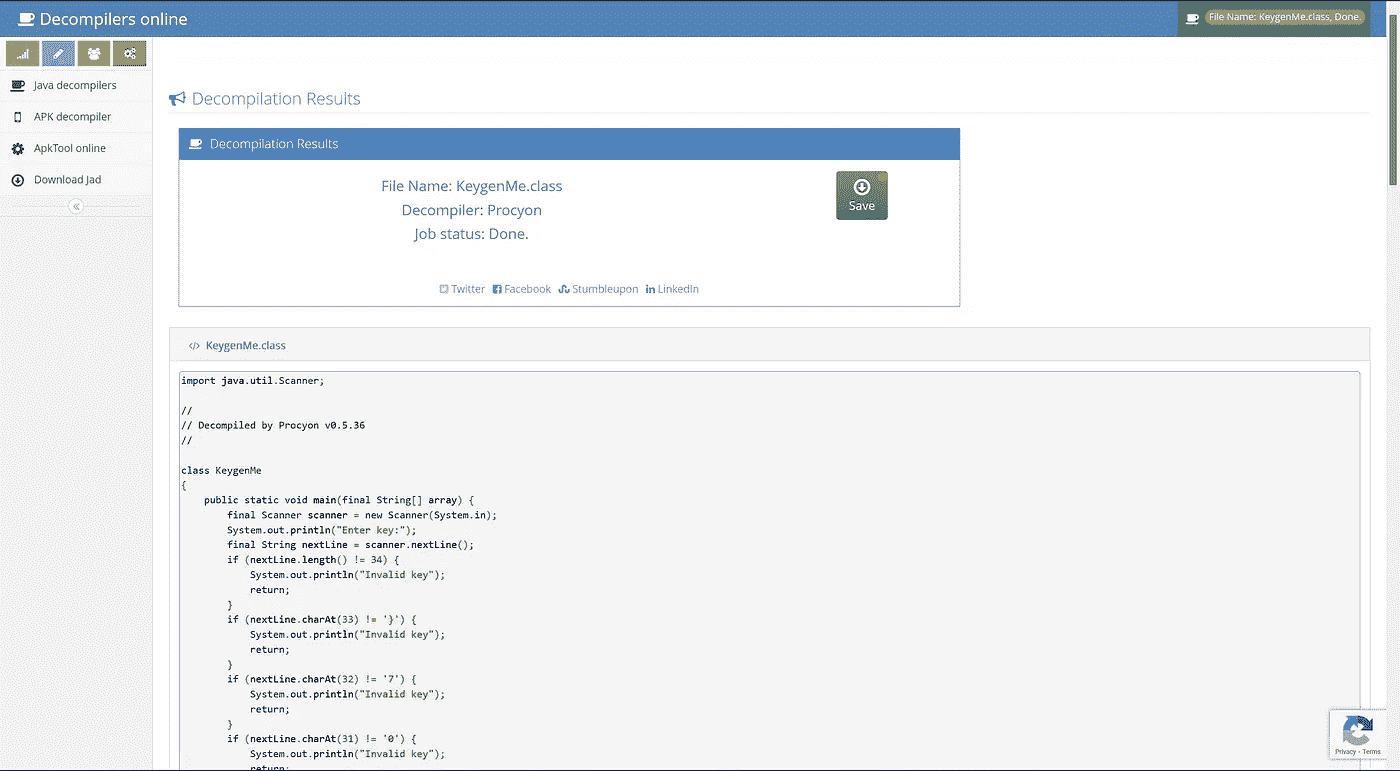 Decompilers online
File Name: KeygenMe.class, Done.
Java decompilers
APK decompiler
ApkTool online
Download Jad
Decompilation Results
Decompilation Results
File Name: KeygenMe.class
Decompiler: Procyon
Job status: Done.
Save
Twitter Facebook Stumbleupon LinkedIn
KeygenMe.class
import java.util.Scanner;
//
// Decompiled by Procyon v0.5.36
//
class KeygenMe
{
public static void main(final String[] array) {
final Scanner scanner = new Scanner(System.in);
System.out.println("Enter key:");
final String nextLine = scanner.nextLine();
if (nextLine.length() != 34) {
System.out.println("Invalid key");
return;
}
if (nextLine.charAt(33) != '}') {
System.out.println("Invalid key");
return;
}
if (nextLine.charAt(32) != '7') {
System.out.println("Invalid key");
return;
}
if (nextLine.charAt(31) != '0') {
System.out.println("Invalid key");
return;
Privacy - Terms